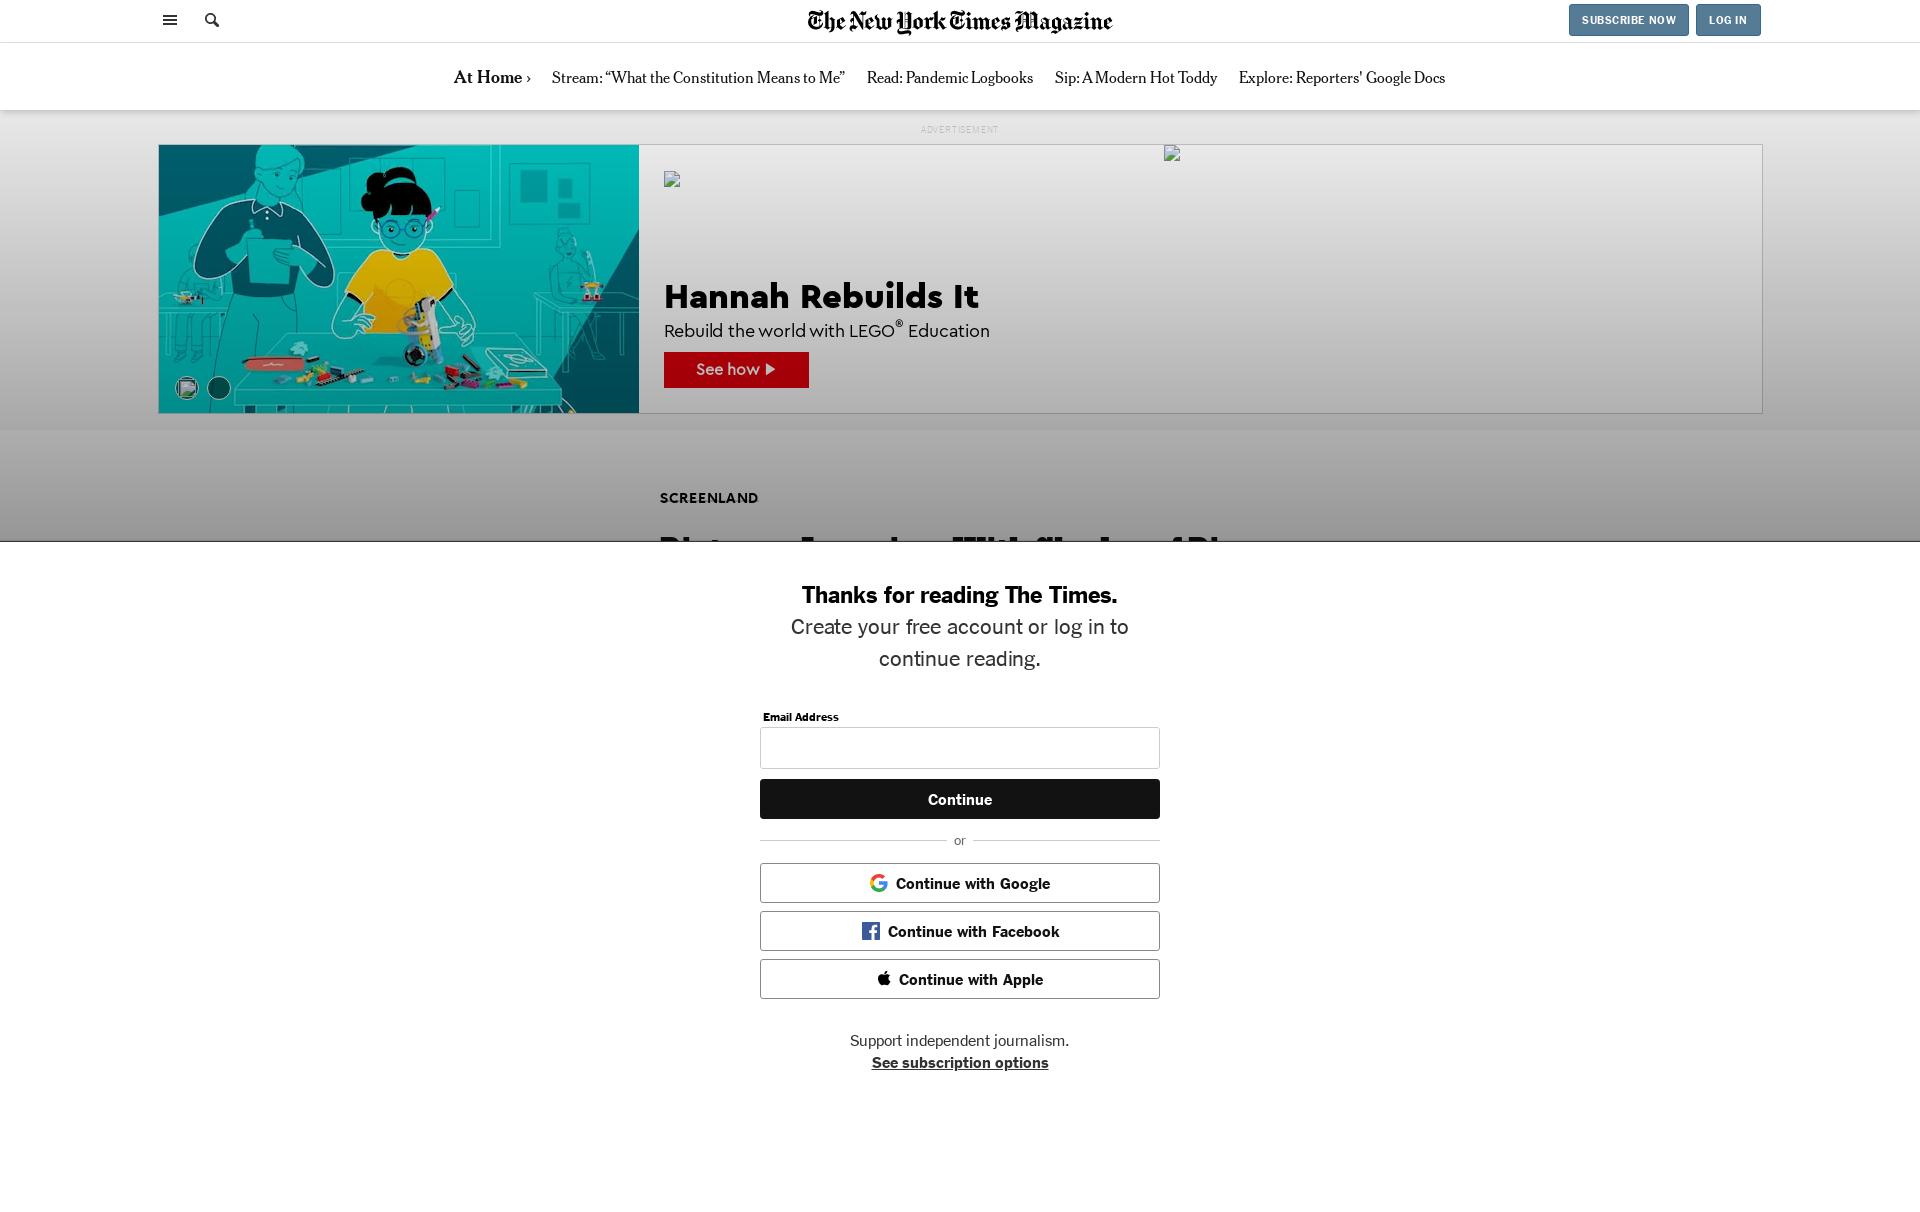 The New York Times Magazine
SUBSCRIBE NOW
LOG IN
At Home ›
Stream: “What the Constitution Means to Me”
Read: Pandemic Logbooks
Sip: A Modern Hot Toddy
Explore: Reporters' Google Docs
ADVERTISEMENT
Hannah Rebuilds It
Rebuild the world with LEGO® Education
See how
SCREENLAND
Thanks for reading The Times.
Create your free account or log in to
continue reading.
Email Address
Continue
or
Continue with Google
Continue with Facebook
Continue with Apple
Support independent journalism.
See subscription options